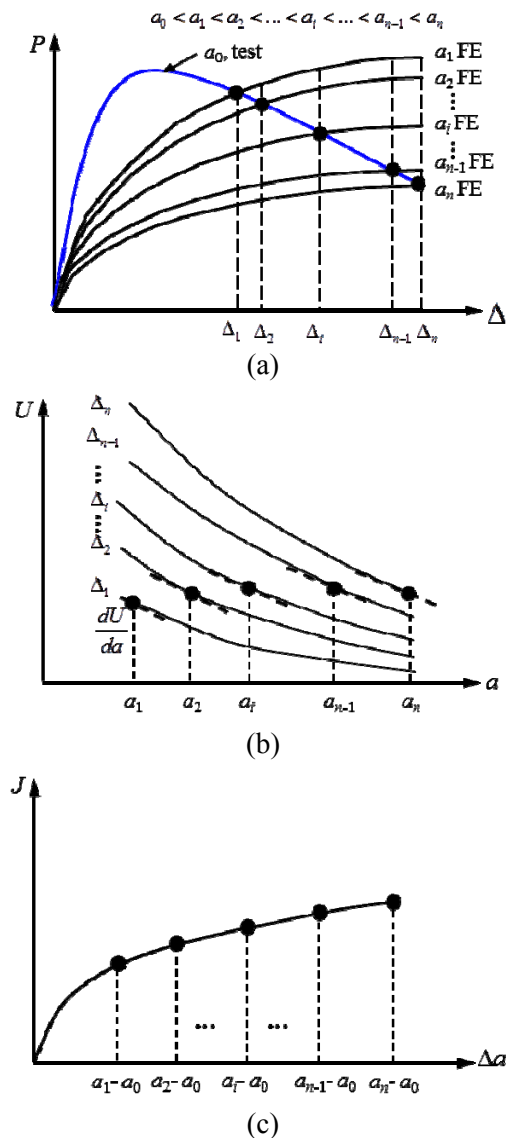 a₀ < a₁ < a₂ < ... < aᵢ < ... < aₙ₋₁ < aₙ
P
a₀, test
a₁ FE
a₂ FE
⋮
aᵢ FE
⋮
aₙ₋₁ FE
aₙ FE
Δ₁ Δ₂ Δᵢ Δₙ₋₁ Δₙ
Δ
(a)
U
Δₙ
Δₙ₋₁
⋮
Δᵢ
⋮
Δ₂
Δ₁
dU
da
a₁ a₂ aᵢ aₙ₋₁ aₙ
a
(b)
J
... ...
Δa
a₁- a₀ a₂- a₀ aᵢ- a₀ aₙ₋₁- a₀ aₙ- a₀
(c)